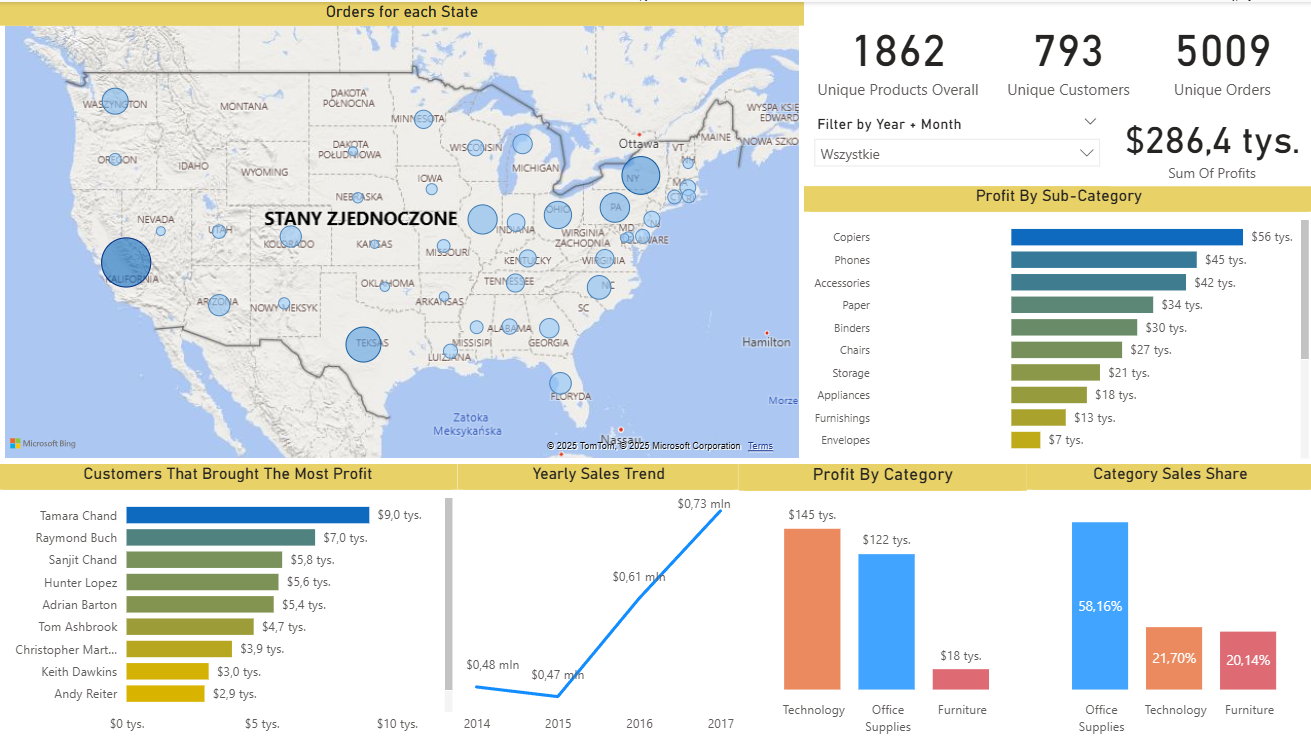 Orders for each State
WASZYNGTON
MONTANA
DAKOTA
PÓŁNOCNA
MINNESOTA
OREGON
IDAHO
WYOMING
DAKOTA
POŁUDNIOWA
WISCONSIN
MICHIGAN
Ottawa
VT
NH
MAINE
WYSPA KSIĘ
EDWARD
NOWA SZKO
NEVADA
UTAH
NEBRASKA
IOWA
NY
PA
OHIO
INDIANA
STANY ZJEDNOCZONE
KOLORADO
KANSAS
MISSOURI
WIRGINIA
ZACHODNIA
MD
DELAWARE
NJ
KENTUCKY
WIRGINIA
KALIFORNIA
ARIZONA
NOWY MEKSYK
OKLAHOMA
ARKANSAS
TENNESSEE
NC
SC
TEKSAS
MISSISIPI
ALABAMA
GEORGIA
LUIZJANA
FLORYDA
Hamilton
Morze
Zatoka
Meksykańska
Nassau
Microsoft Bing
© 2025 TomTom, © 2025 Microsoft Corporation Terms
1862
Unique Products Overall
793
Unique Customers
5009
Unique Orders
Filter by Year + Month
Wszystkie
$286,4 tys.
Sum Of Profits
Profit By Sub-Category
Copiers $56 tys.
Phones $45 tys.
Accessories $42 tys.
Paper $34 tys.
Binders $30 tys.
Chairs $27 tys.
Storage $21 tys.
Appliances $18 tys.
Furnishings $13 tys.
Envelopes $7 tys.
Customers That Brought The Most Profit
Tamara Chand $9,0 tys.
Raymond Buch $7,0 tys.
Sanjit Chand $5,8 tys.
Hunter Lopez $5,6 tys.
Adrian Barton $5,4 tys.
Tom Ashbrook $4,7 tys.
Christopher Mart... $3,9 tys.
Keith Dawkins $3,0 tys.
Andy Reiter $2,9 tys.
$0 tys. $5 tys. $10 tys.
Yearly Sales Trend
$0,73 mln
$0,61 mln
$0,48 mln
$0,47 mln
2014 2015 2016 2017
Profit By Category
$145 tys.
$122 tys.
$18 tys.
Technology Office Furniture
Supplies
Category Sales Share
58,16%
21,70% 20,14%
Office Technology Furniture
Supplies